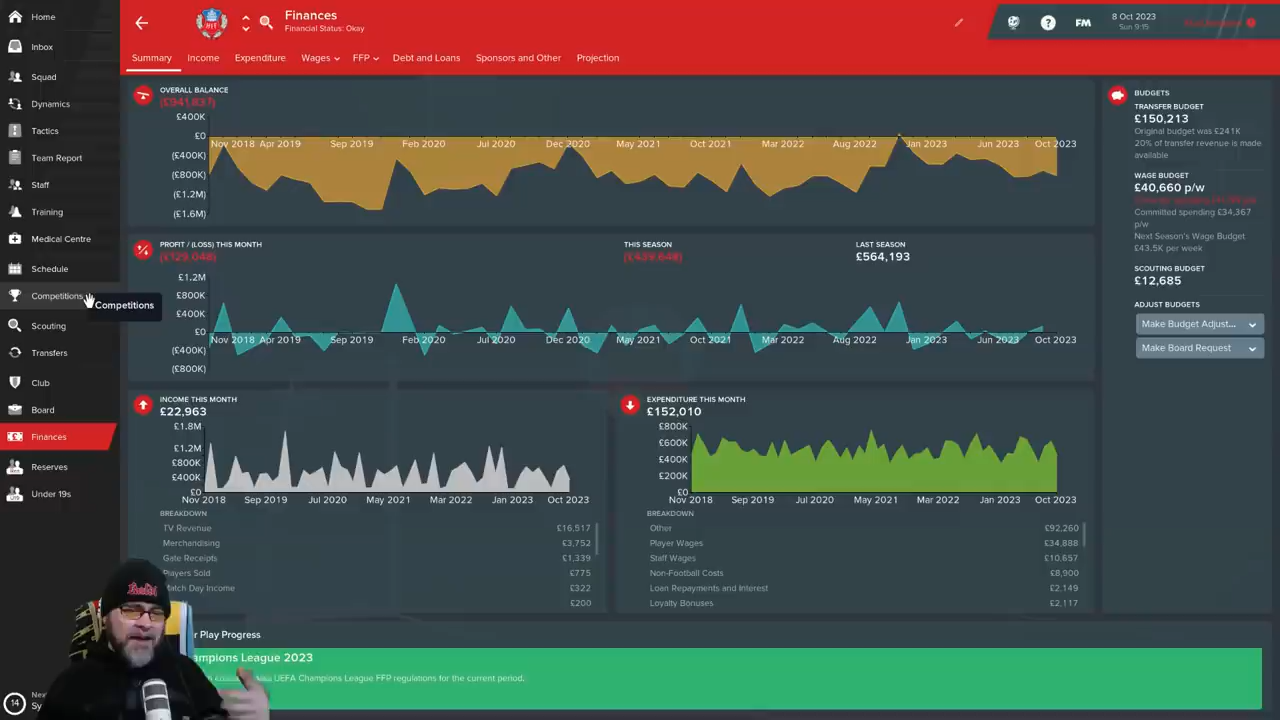 Home
Inbox
Squad
Dynamics
Tactics
Team Report
Staff
Training
Medical Centre
Schedule
Competitions
Competitions
Scouting
Transfers
Club
Board
Finances
Reserves
Under 19s
14
Finances
Financial Status: Okay
FM
8 Oct 2023
Sun 9:15
Summary
Income
Expenditure
Wages
FFP
Debt and Loans
Sponsors and Other
Projection
OVERALL BALANCE
(£941,837)
£400K
£0
(£400K)
(£800K)
(£1.2M)
(£1.6M)
Nov 2018 Apr 2019 Sep 2019 Feb 2020 Jul 2020 Dec 2020 May 2021 Oct 2021 Mar 2022 Aug 2022 Jan 2023 Jun 2023 Oct 2023
PROFIT / (LOSS) THIS MONTH
(£129,048)
THIS SEASON
(£439,648)
LAST SEASON
£564,193
£1.2M
£800K
£400K
£0
(£400K)
(£800K)
Nov 2018 Apr 2019 Sep 2019 Feb 2020 Jul 2020 Dec 2020 May 2021 Oct 2021 Mar 2022 Aug 2022 Jan 2023 Jun 2023 Oct 2023
INCOME THIS MONTH
£22,963
£1.8M
£1.2M
£800K
£400K
£0
Nov 2018 Sep 2019 Jul 2020 May 2021 Mar 2022 Jan 2023 Oct 2023
BREAKDOWN
TV Revenue £16,517
Merchandising £3,752
Gate Receipts £1,339
Players Sold £775
Match Day Income £322
£200
EXPENDITURE THIS MONTH
£152,010
£800K
£600K
£400K
£200K
£0
Nov 2018 Sep 2019 Jul 2020 May 2021 Mar 2022 Jan 2023 Oct 2023
BREAKDOWN
Other £92,260
Player Wages £34,888
Staff Wages £10,657
Non-Football Costs £8,900
Loan Repayments and Interest £2,149
Loyalty Bonuses £2,117
BUDGETS
TRANSFER BUDGET
£150,213
Original budget was £241K
20% of transfer revenue is made
available
WAGE BUDGET
£40,660 p/w
Committed spending £34,367
p/w
Next Season's Wage Budget
£43.5K per week
SCOUTING BUDGET
£12,685
ADJUST BUDGETS
Make Budget Adjust...
Make Board Request
Play Progress
ampions League 2023
UEFA Champions League FFP regulations for the current period.